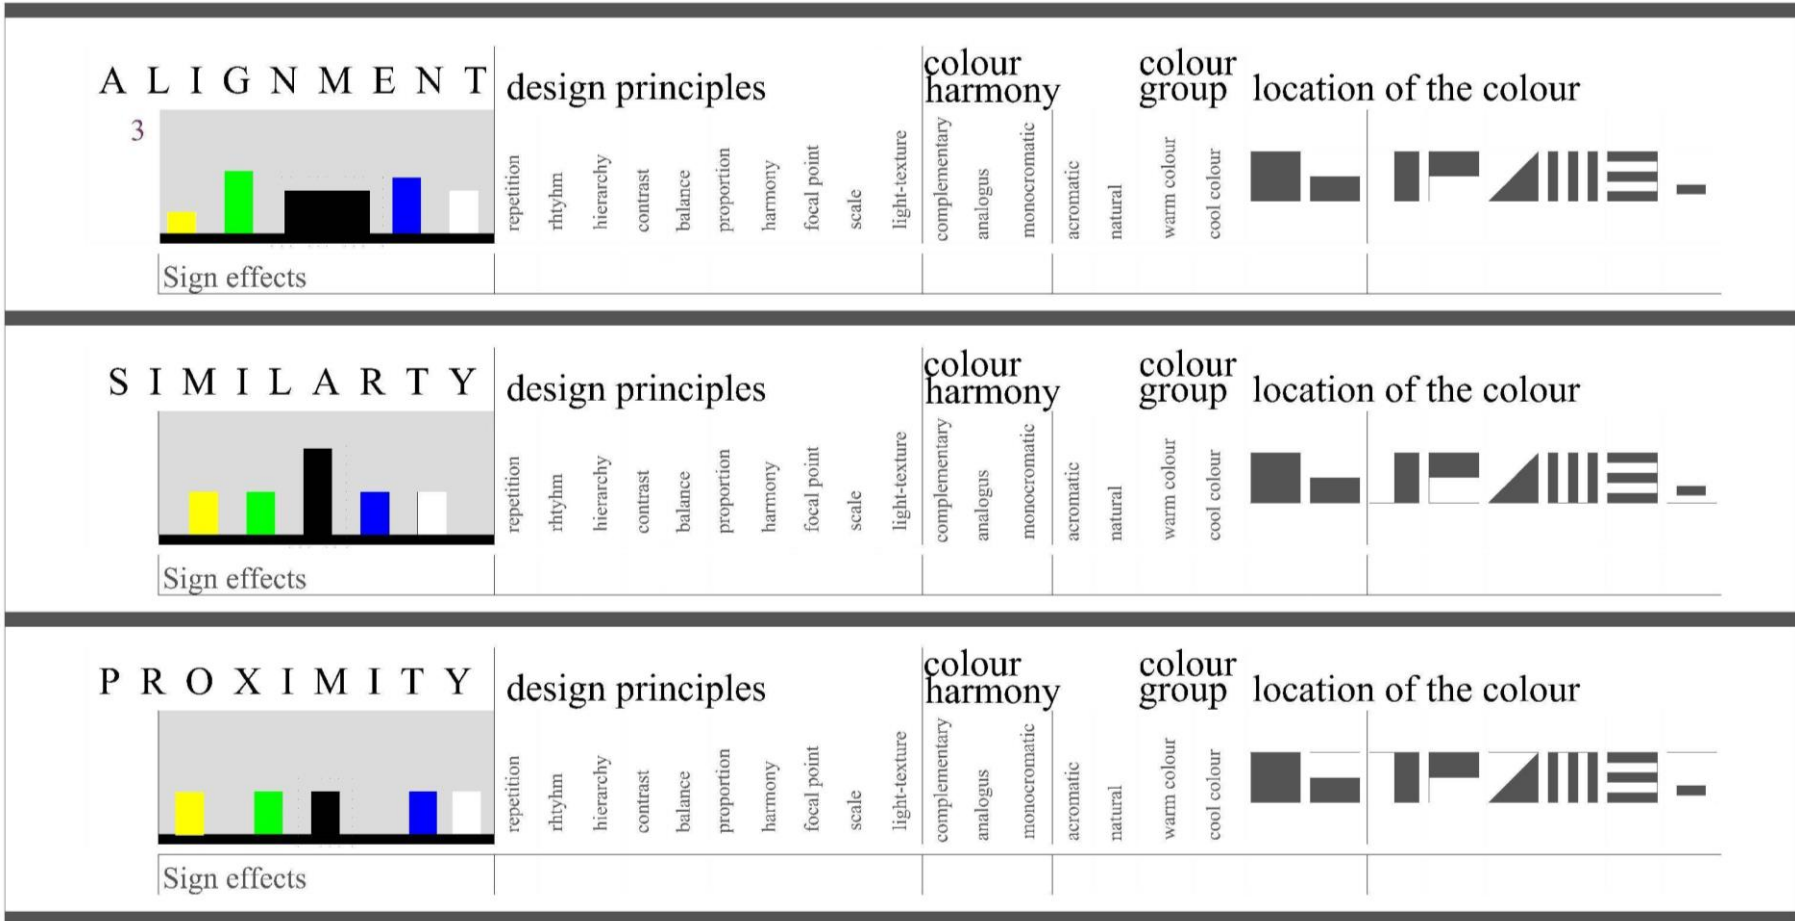 A L I G N M E N T
3
design principles
colour
harmony
colour
group
location of the colour
repetition
rhtyhm
hierarchy
contrast
balance
proportion
harmony
focal point
scale
light-texture
complementary
analogus
monocromatic
acromatic
natural
warm colour
cool colour
Sign effects
S I M I L A R T Y
design principles
colour
harmony
colour
group
location of the colour
repetition
rhtyhm
hierarchy
contrast
balance
proportion
harmony
focal point
scale
light-texture
complementary
analogus
monocromatic
acromatic
natural
warm colour
cool colour
Sign effects
P R O X I M I T Y
design principles
colour
harmony
colour
group
location of the colour
repetition
rhtyhm
hierarchy
contrast
balance
proportion
harmony
focal point
scale
light-texture
complementary
analogus
monocromatic
acromatic
natural
warm colour
cool colour
Sign effects